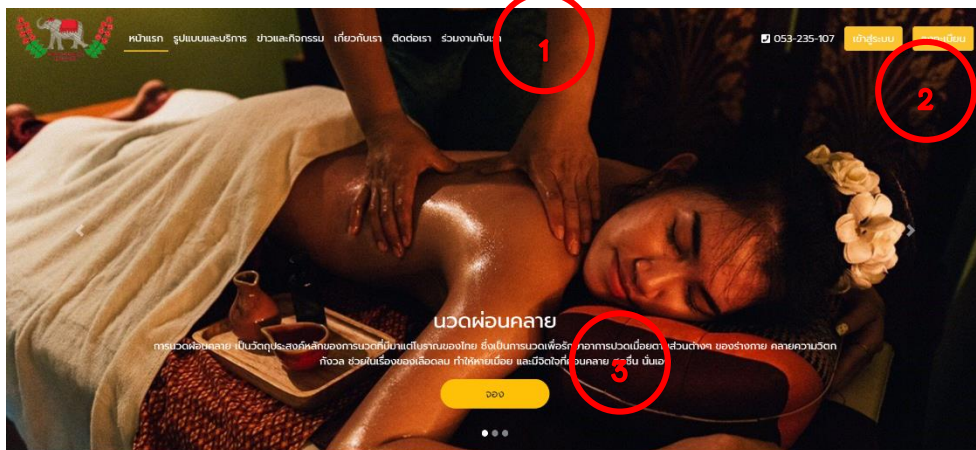 หน้าแรก รูปแบบและบริการ ข่าวและกิจกรรม เกี่ยวกับเรา ติดต่อเรา ร่วมงานกับเรา 053-235-107 เข้าสู่ระบบ
1
2
นวดผ่อนคลาย
การนวดผ่อนคลาย เป็นวัตถุประสงค์หลักของการนวดที่มีมาแต่โบราณของไทย ซึ่งเป็นการนวดเพื่อรักษาอาการปวดเมื่อยตามส่วนต่างๆ ของร่างกาย คลายความวิตก
กังวล ช่วยในเรื่องของเลือดลม ทำให้หายเมื่อย และมีจิตใจที่ผ่อนคลาย สดชื่น นั่นเอง
3
จอง